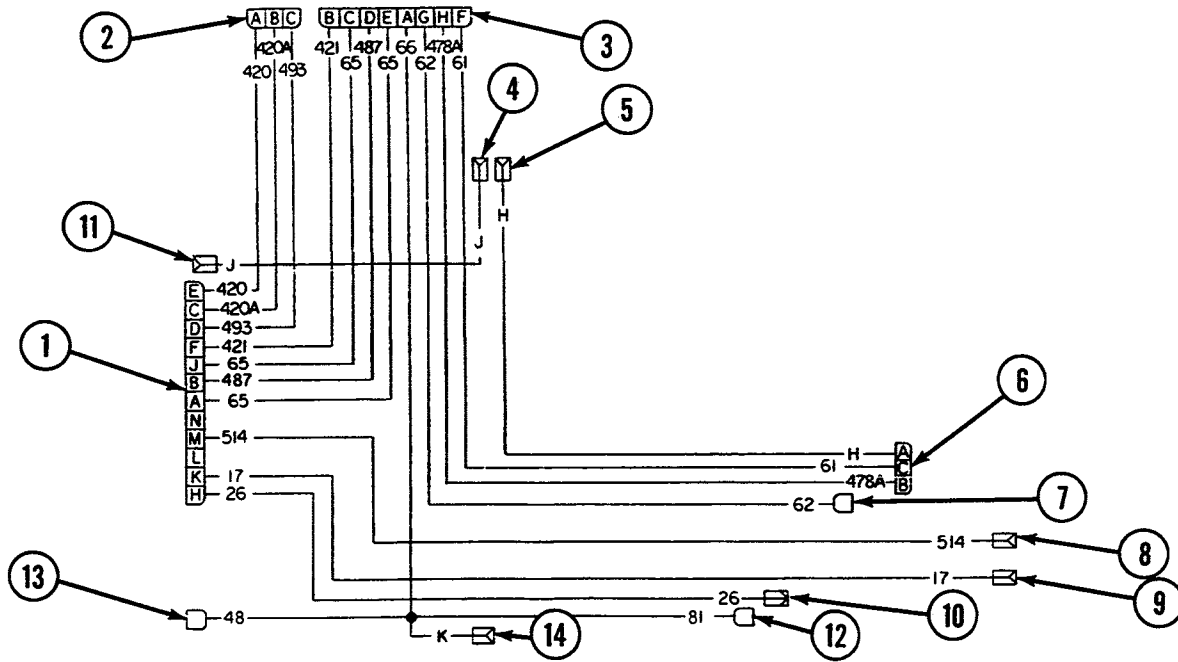 2
A B C
B C D E A G H F
3
420 420A 493
421 65 487 65 66 62 478A 61
4
5
H
J
11
J
1
E 420
C 420A
D 493
F 421
J 65
B 487
A 65
N
M 514
L
K 17
H 26
6
H A
61 C
478A B
62
7
514
8
17
9
26
10
13
48
81
12
K
14